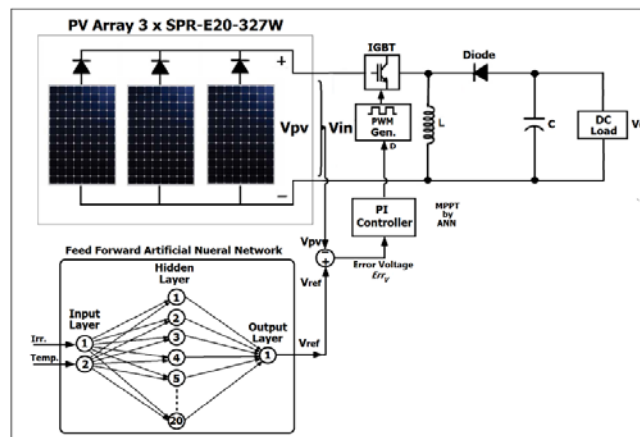 PV Array 3 x SPR-E20-327W
IGBT
Diode
+
Vpv
Vin
PWM
Gen.
D
L
C
DC
Load
−
PI
Controller
MPPT
by
ANN
Vpv
−
+
Error Voltage
Errv
Vref
Feed Forward Artificial Nueral Network
Hidden
Layer
Input
Layer
Output
Layer
Irr.
Temp.
1
2
1
2
3
4
5
20
1
Vref